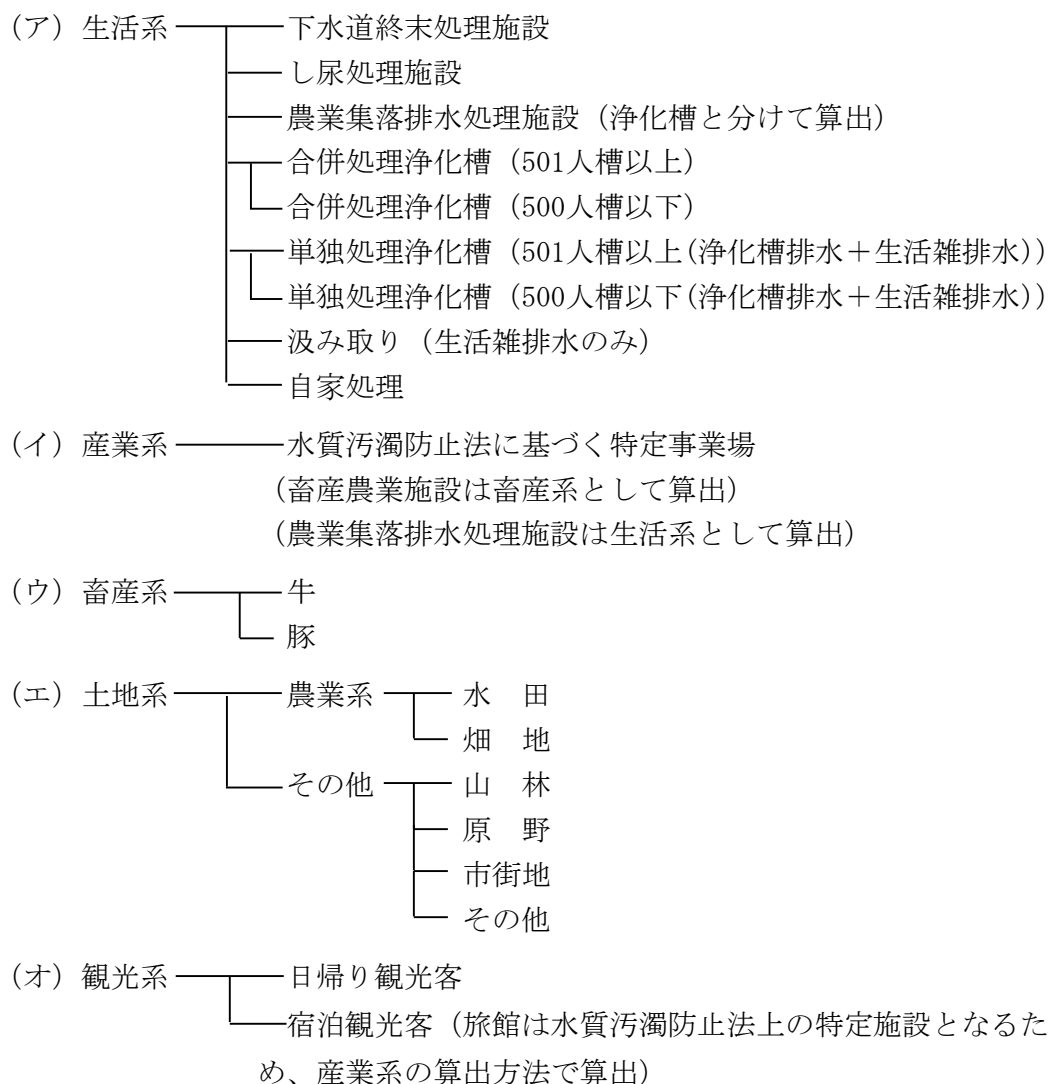 (ア) 生活系 下水道終末処理施設
し尿処理施設
農業集落排水処理施設(浄化槽と分けて算出)
合併処理浄化槽(501人槽以上)
合併処理浄化槽(500人槽以下)
単独処理浄化槽(501人槽以上(浄化槽排水+生活雑排水))
単独処理浄化槽(500人槽以下(浄化槽排水+生活雑排水))
汲み取り(生活雑排水のみ)
自家処理
(イ) 産業系 水質汚濁防止法に基づく特定事業場
(畜産農業施設は畜産系として算出)
(農業集落排水処理施設は生活系として算出)
(ウ) 畜産系 牛
豚
(エ) 土地系 農業系 水 田
畑 地
その他 山 林
原 野
市街地
その他
(オ) 観光系 日帰り観光客
宿泊観光客(旅館は水質汚濁防止法上の特定施設となるた
め、産業系の算出方法で算出)